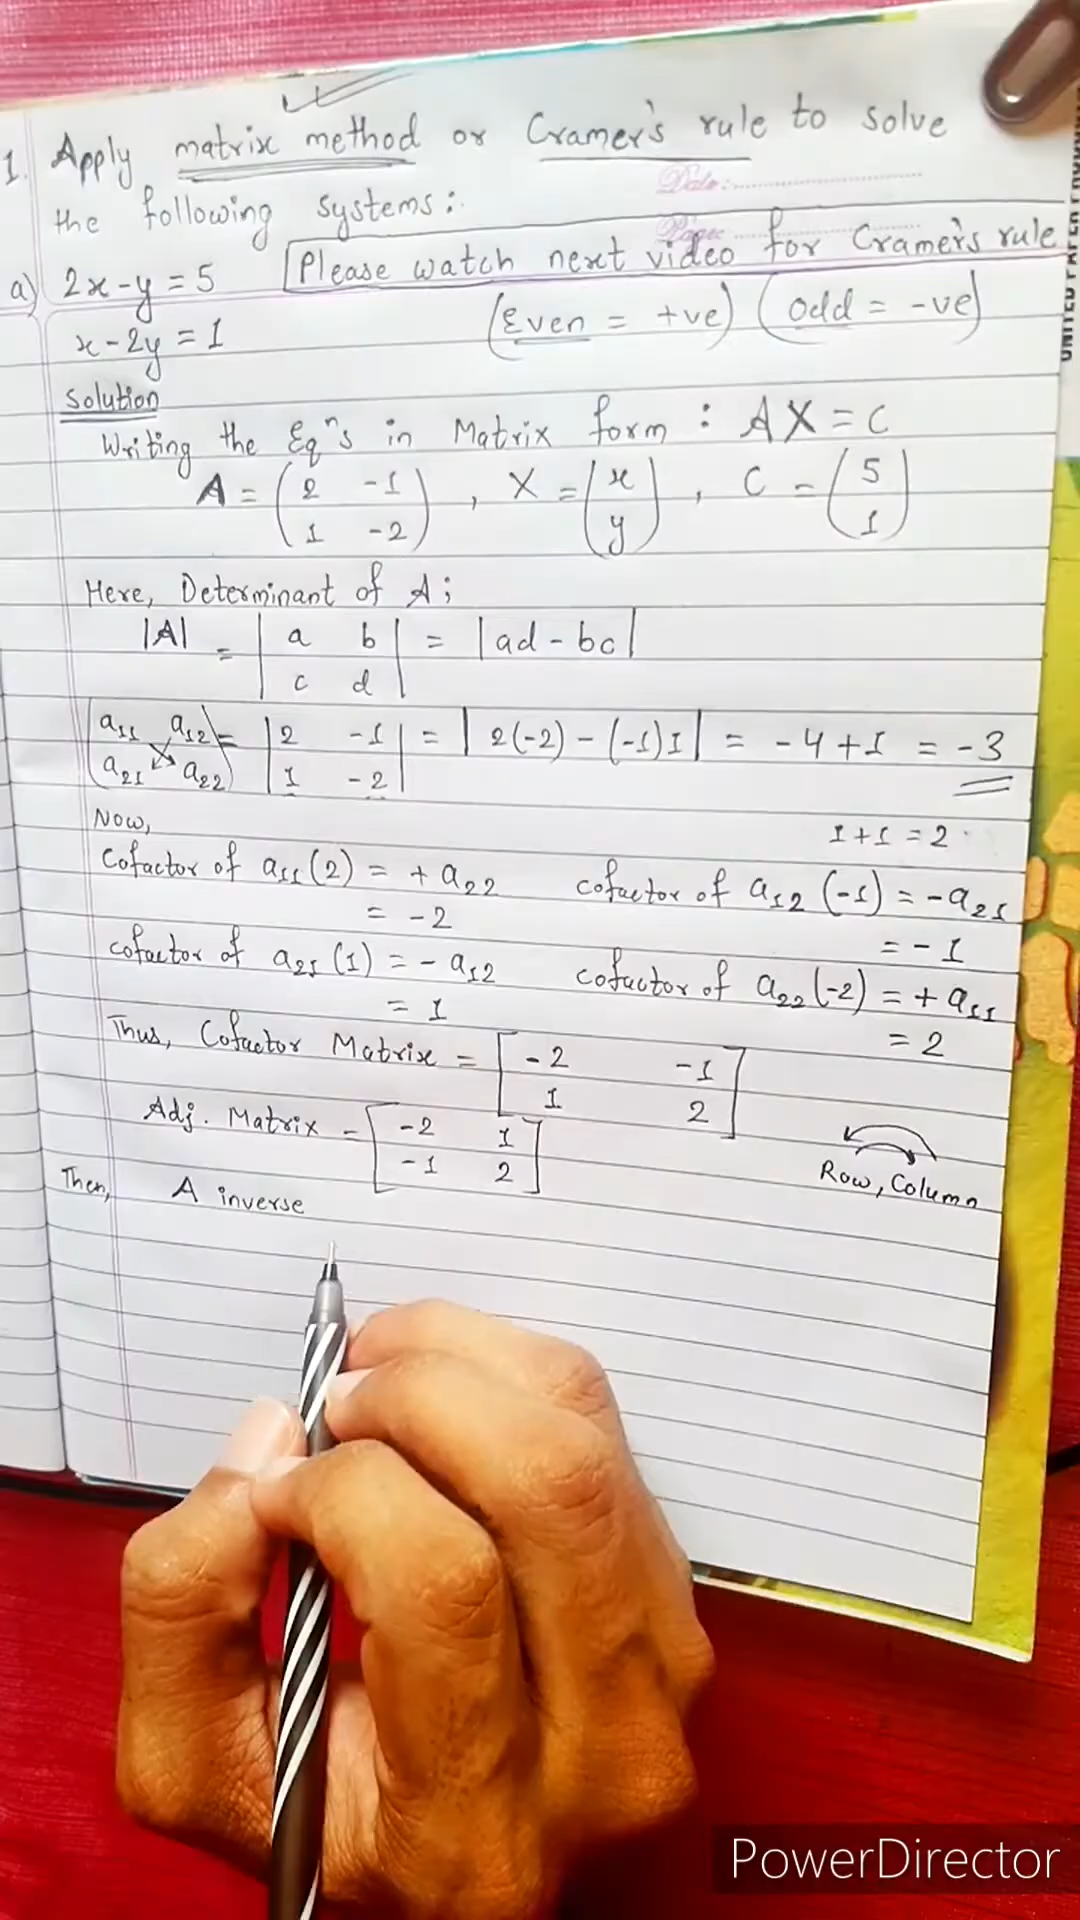 1. Apply matrix method or Cramer's rule to solve
Date:
the following systems:
Page:
Please watch next video for Cramer's rule
a) 2x - y = 5
(Even = +ve) (odd = -ve)
x - 2y = 1
Solution
Writing the Eqⁿs in Matrix form : AX = C
A = (2 -1 , X = (x , C = (5
1 -2) y) 1)
Here, Determinant of A;
|A| = |a b| = |ad - bc|
|c d|
(a11 a12) = |2 -1| = |2(-2) - (-1)1| = -4+1 = -3
(a21 a22) |1 -2|
Now,
1+1 = 2
Cofactor of a11 (2) = + a22 cofactor of a12 (-1) = -a21
= -2 = -1
cofactor of a21 (1) = - a12 cofactor of a22 (-2) = + a11
= 1 = 2
Thus, Cofactor Matrix = [-2 -1
1 2]
Adj. Matrix = [-2 1
-1 2]
Row, Column
Then, A inverse
UNITED PAPER
PowerDirector